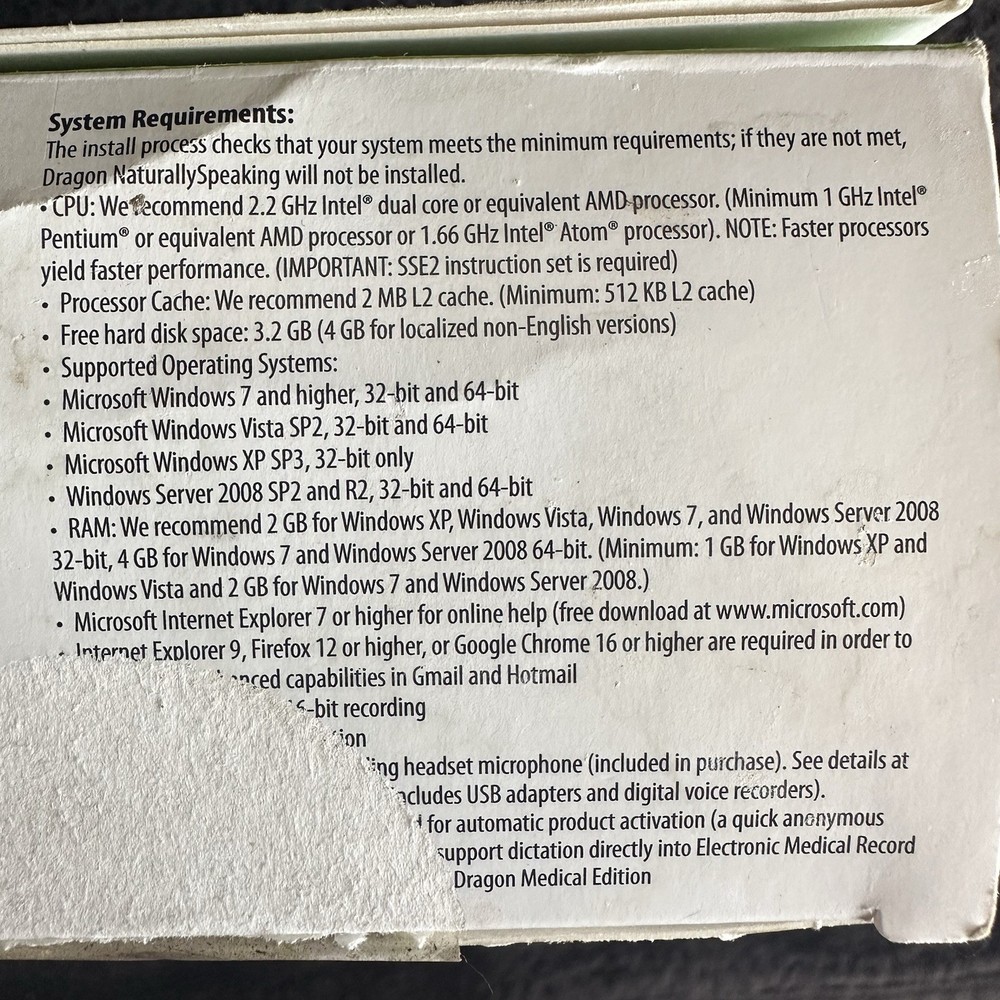 System Requirements:
The install process checks that your system meets the minimum requirements; if they are not met,
Dragon NaturallySpeaking will not be installed.
• CPU: We recommend 2.2 GHz Intel® dual core or equivalent AMD processor. (Minimum 1 GHz Intel®
Pentium® or equivalent AMD processor or 1.66 GHz Intel® Atom® processor). NOTE: Faster processors
yield faster performance. (IMPORTANT: SSE2 instruction set is required)
• Processor Cache: We recommend 2 MB L2 cache. (Minimum: 512 KB L2 cache)
• Free hard disk space: 3.2 GB (4 GB for localized non-English versions)
• Supported Operating Systems:
• Microsoft Windows 7 and higher, 32-bit and 64-bit
• Microsoft Windows Vista SP2, 32-bit and 64-bit
• Microsoft Windows XP SP3, 32-bit only
• Windows Server 2008 SP2 and R2, 32-bit and 64-bit
• RAM: We recommend 2 GB for Windows XP, Windows Vista, Windows 7, and Windows Server 2008
32-bit, 4 GB for Windows 7 and Windows Server 2008 64-bit. (Minimum: 1 GB for Windows XP and
Windows Vista and 2 GB for Windows 7 and Windows Server 2008.)
• Microsoft Internet Explorer 7 or higher for online help (free download at www.microsoft.com)
• Internet Explorer 9, Firefox 12 or higher, or Google Chrome 16 or higher are required in order to
capabilities in Gmail and Hotmail
16-bit recording
headset microphone (included in purchase). See details at
includes USB adapters and digital voice recorders).
for automatic product activation (a quick anonymous
support dictation directly into Electronic Medical Record
Dragon Medical Edition